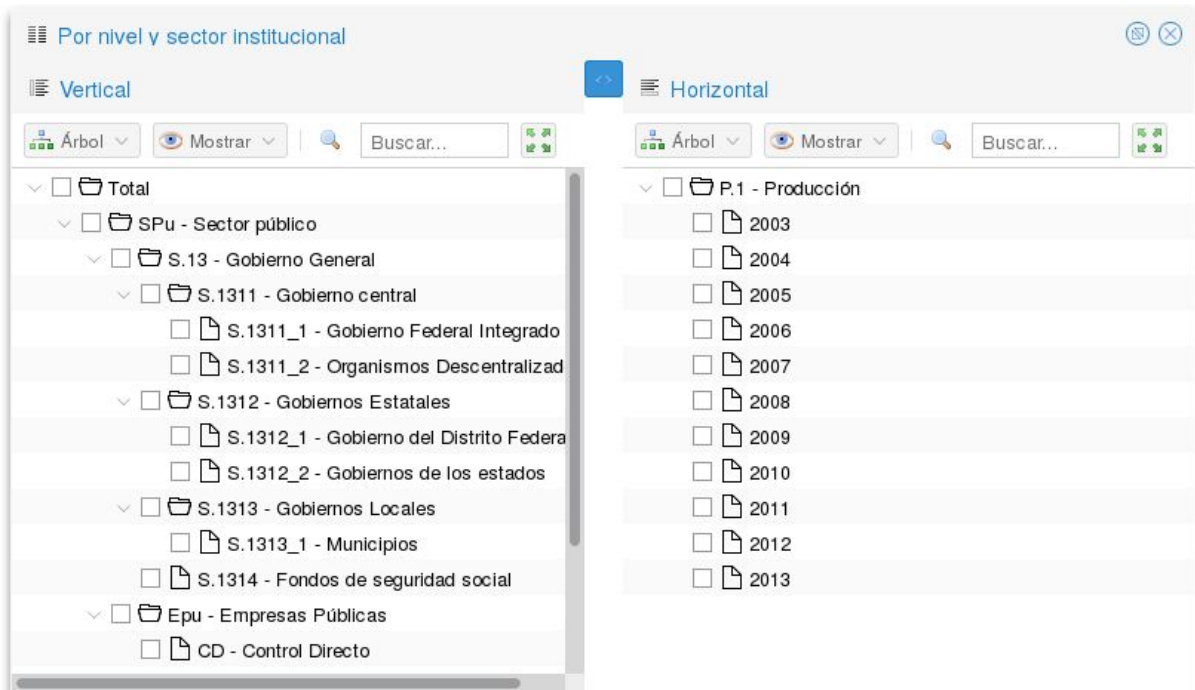 Por nivel y sector institucional
Vertical
Árbol
Mostrar
Buscar...
Total
SPu - Sector público
S.13 - Gobierno General
S.1311 - Gobierno central
S.1311_1 - Gobierno Federal Integrado
S.1311_2 - Organismos Descentralizad
S.1312 - Gobiernos Estatales
S.1312_1 - Gobierno del Distrito Federa
S.1312_2 - Gobiernos de los estados
S.1313 - Gobiernos Locales
S.1313_1 - Municipios
S.1314 - Fondos de seguridad social
Epu - Empresas Públicas
CD - Control Directo
<>
Horizontal
Árbol
Mostrar
Buscar...
P.1 - Producción
2003
2004
2005
2006
2007
2008
2009
2010
2011
2012
2013